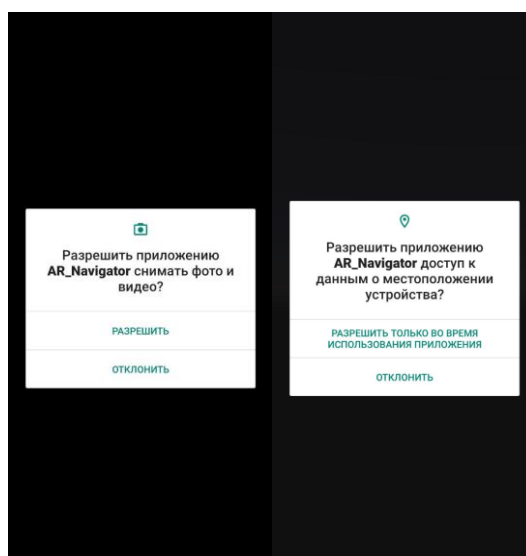 Разрешить приложению
AR_Navigator снимать фото и
видео?
РАЗРЕШИТЬ
ОТКЛОНИТЬ
Разрешить приложению
AR_Navigator доступ к
данным о местоположении
устройства?
РАЗРЕШИТЬ ТОЛЬКО ВО ВРЕМЯ
ИСПОЛЬЗОВАНИЯ ПРИЛОЖЕНИЯ
ОТКЛОНИТЬ